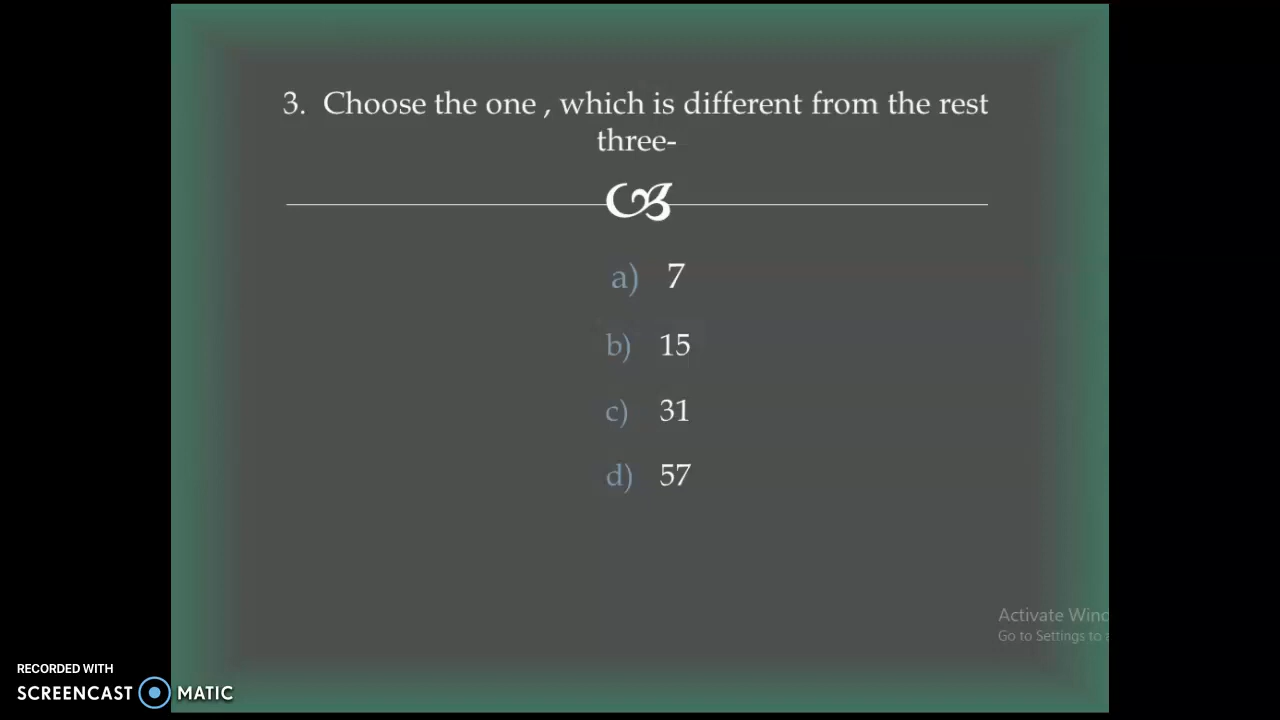 3. Choose the one , which is different from the rest
three-
a) 7
b) 15
c) 31
d) 57
Activate Wind
Go to Settings to
RECORDED WITH
SCREENCAST MATIC